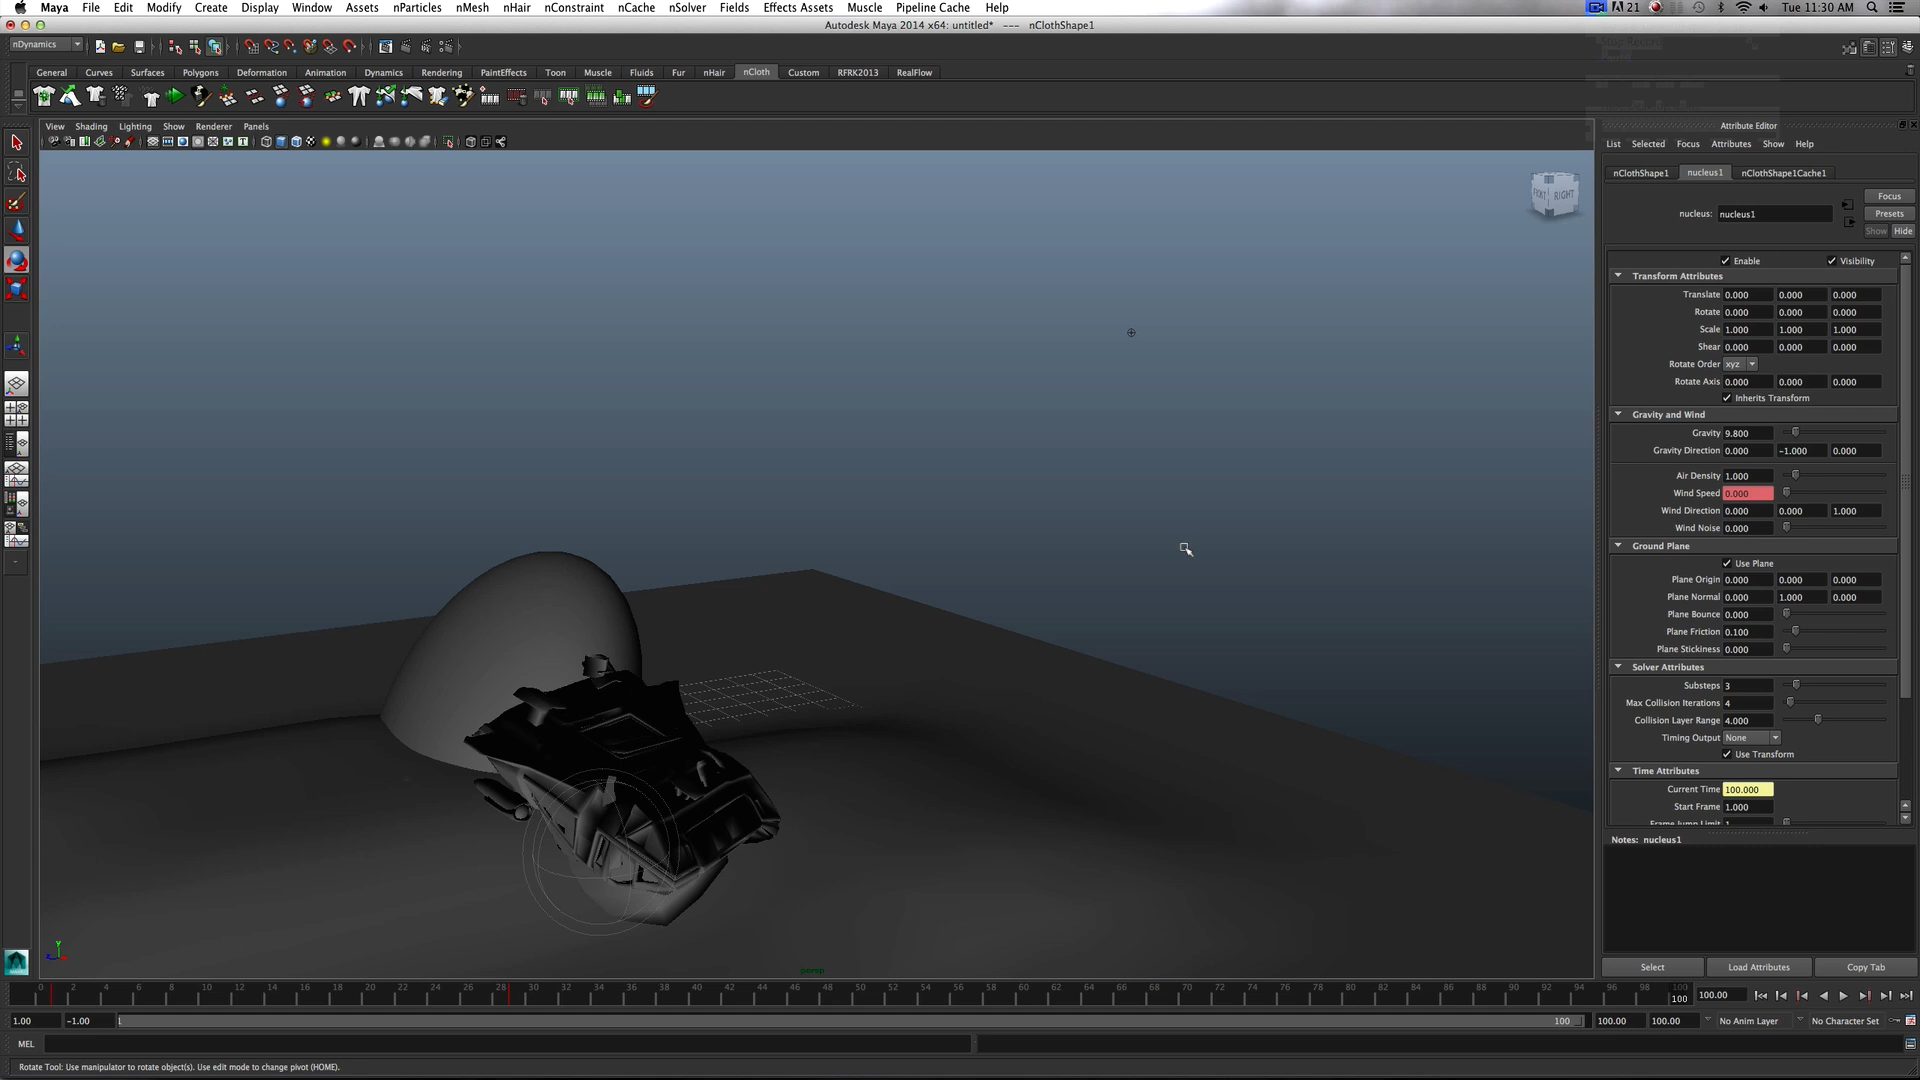 Maya File Edit Modify Create Display Window Assets nParticles nMesh nHair nConstraint nCache nSolver Fields Effects Assets Muscle Pipeline Cache Help 21 Tue 11:30 AM
Autodesk Maya 2014 x64: untitled* --- nClothShape1
nDynamics
General Curves Surfaces Polygons Deformation Animation Dynamics Rendering PaintEffects Toon Muscle Fluids Fur nHair nCloth Custom RFRK2013 RealFlow
View Shading Lighting Show Renderer Panels
Attribute Editor
List Selected Focus Attributes Show Help
nClothShape1 nucleus1 nClothShape1Cache1
Focus
nucleus: nucleus1 Presets
Show Hide
RIGHT
Enable Visibility
Transform Attributes
Translate 0.000 0.000 0.000
Rotate 0.000 0.000 0.000
Scale 1.000 1.000 1.000
Shear 0.000 0.000 0.000
Rotate Order xyz
Rotate Axis 0.000 0.000 0.000
Inherits Transform
Gravity and Wind
Gravity 9.800
Gravity Direction 0.000 -1.000 0.000
Air Density 1.000
Wind Speed 0.000
Wind Direction 0.000 0.000 1.000
Wind Noise 0.000
Ground Plane
Use Plane
Plane Origin 0.000 0.000 0.000
Plane Normal 0.000 1.000 0.000
Plane Bounce 0.000
Plane Friction 0.100
Plane Stickiness 0.000
Solver Attributes
Substeps 3
Max Collision Iterations 4
Collision Layer Range 4.000
Timing Output None
Use Transform
Time Attributes
Current Time 100.000
Start Frame 1.000
Frame Jump Limit 1
Notes: nucleus1
persp
Select Load Attributes Copy Tab
0 2 4 6 8 10 12 14 16 18 20 22 24 26 28 30 32 34 36 38 40 42 44 46 48 50 52 54 56 58 60 62 64 66 68 70 72 74 76 78 80 82 84 86 88 90 92 94 96 98 100
100 100.00
1.00 -1.00 1 100 100.00 100.00 No Anim Layer No Character Set
MEL
Rotate Tool: Use manipulator to rotate object(s). Use edit mode to change pivot (HOME).